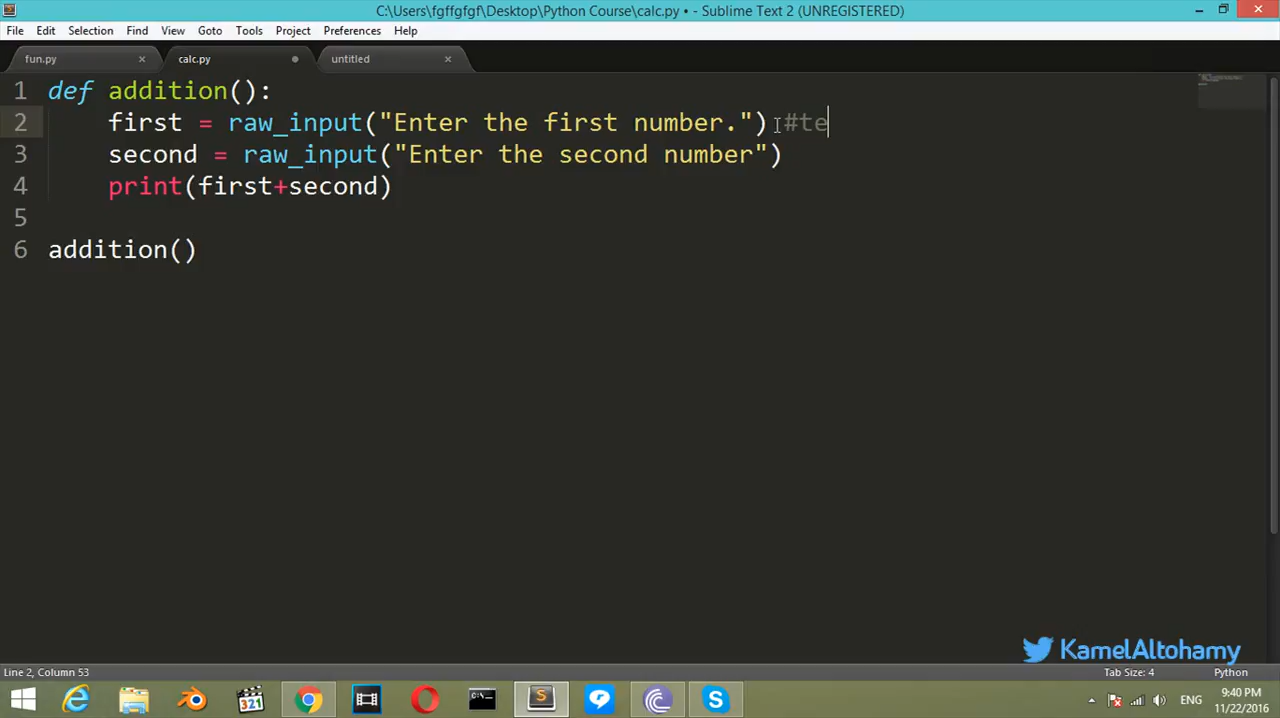 C:\Users\fgffgfgf\Desktop\Python Course\calc.py • - Sublime Text 2 (UNREGISTERED)
File Edit Selection Find View Goto Tools Project Preferences Help
fun.py × calc.py untitled ×
1 def addition():
2 first = raw_input("Enter the first number.") #te
3 second = raw_input("Enter the second number")
4 print(first+second)
5
6 addition()
KamelAltohamy
Line 2, Column 53 Tab Size: 4 Python
321 C:\ S ENG 9:40 PM
11/22/2016